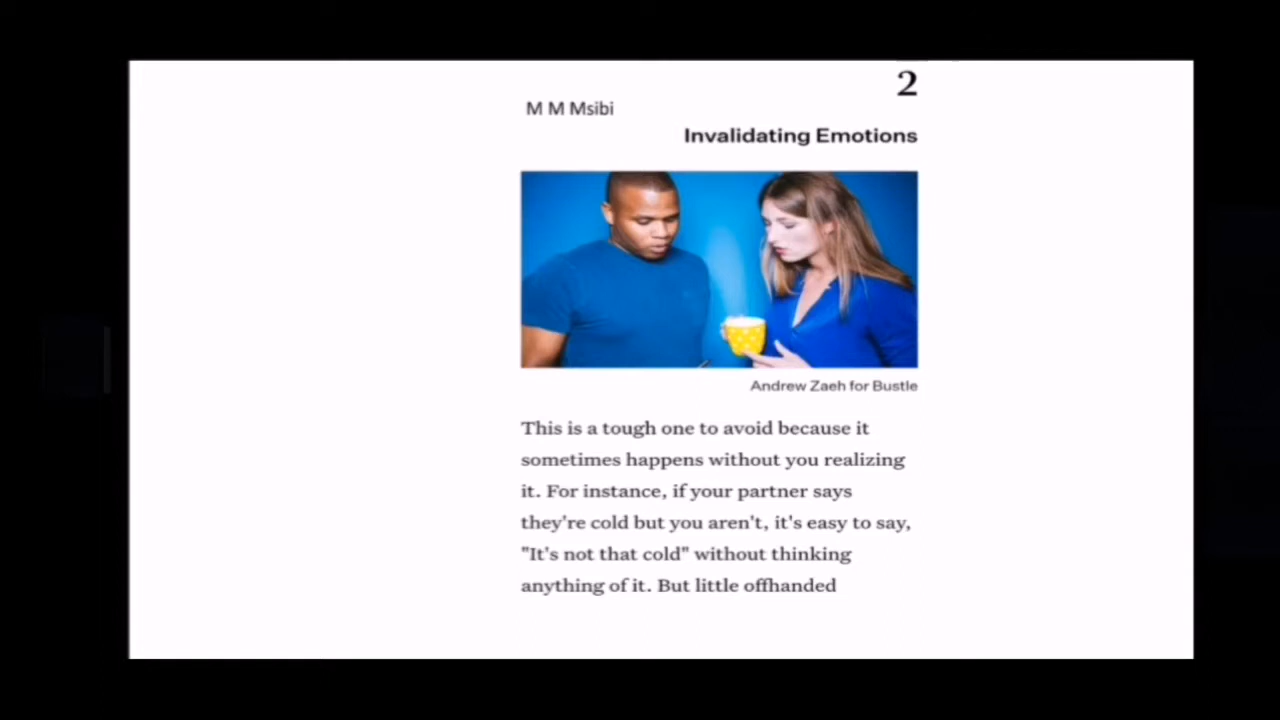 2
M M Msibi
Invalidating Emotions
Andrew Zaeh for Bustle
This is a tough one to avoid because it
sometimes happens without you realizing
it. For instance, if your partner says
they're cold but you aren't, it's easy to say,
"It's not that cold" without thinking
anything of it. But little offhanded